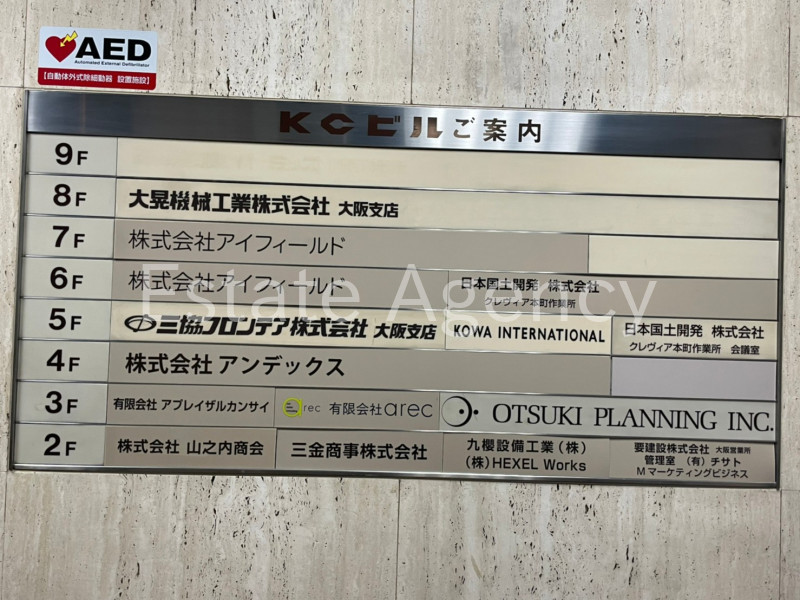 AED
Automated External Defibrillator
【自動体外式除細動器 設置施設】
KCビルご案内
9F
8F 大晃機械工業株式会社 大阪支店
7F 株式会社アイフィールド
6F 株式会社アイフィールド 日本国土開発 株式会社
クレヴィア本町作業所
Estate Agency
5F 三協フロンテア株式会社 大阪支店 KOWA INTERNATIONAL 日本国土開発 株式会社
クレヴィア本町作業所 会議室
4F 株式会社 アンデックス
3F 有限会社 アプレイザルカンサイ arec 有限会社arec OTSUKI PLANNING INC.
2F 株式会社 山之内商会 三金商事株式会社 九櫻設備工業（株）
（株）HEXEL Works
要建設株式会社 大阪営業所
管理室 （有）チサト
Mマーケティングビジネス